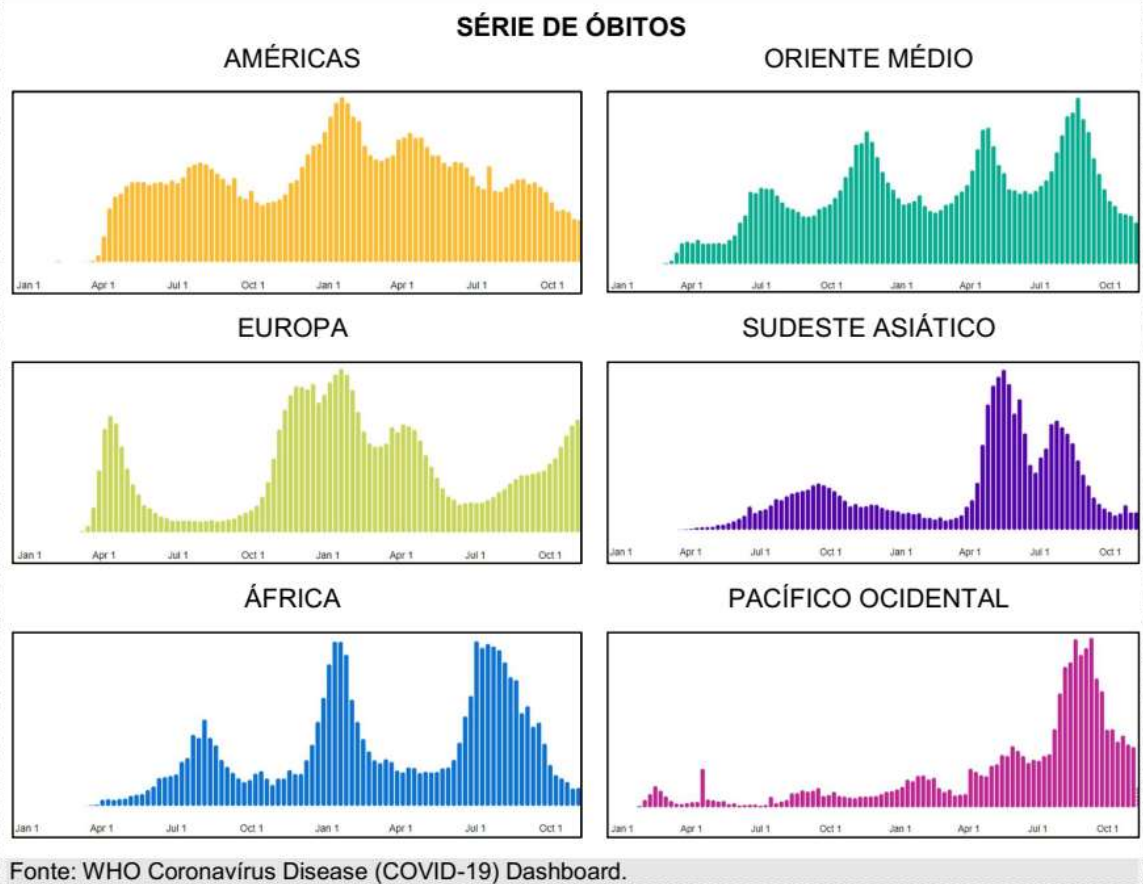 SÉRIE DE ÓBITOS
AMÉRICAS
Jan 1 Apr 1 Jul 1 Oct 1 Jan 1 Apr 1 Jul 1 Oct 1
ORIENTE MÉDIO
Jan 1 Apr 1 Jul 1 Oct 1 Jan 1 Apr 1 Jul 1 Oct 1
EUROPA
Jan 1 Apr 1 Jul 1 Oct 1 Jan 1 Apr 1 Jul 1 Oct 1
SUDESTE ASIÁTICO
Jan 1 Apr 1 Jul 1 Oct 1 Jan 1 Apr 1 Jul 1 Oct 1
ÁFRICA
Jan 1 Apr 1 Jul 1 Oct 1 Jan 1 Apr 1 Jul 1 Oct 1
PACÍFICO OCIDENTAL
Jan 1 Apr 1 Jul 1 Oct 1 Jan 1 Apr 1 Jul 1 Oct 1
Fonte: WHO Coronavírus Disease (COVID-19) Dashboard.